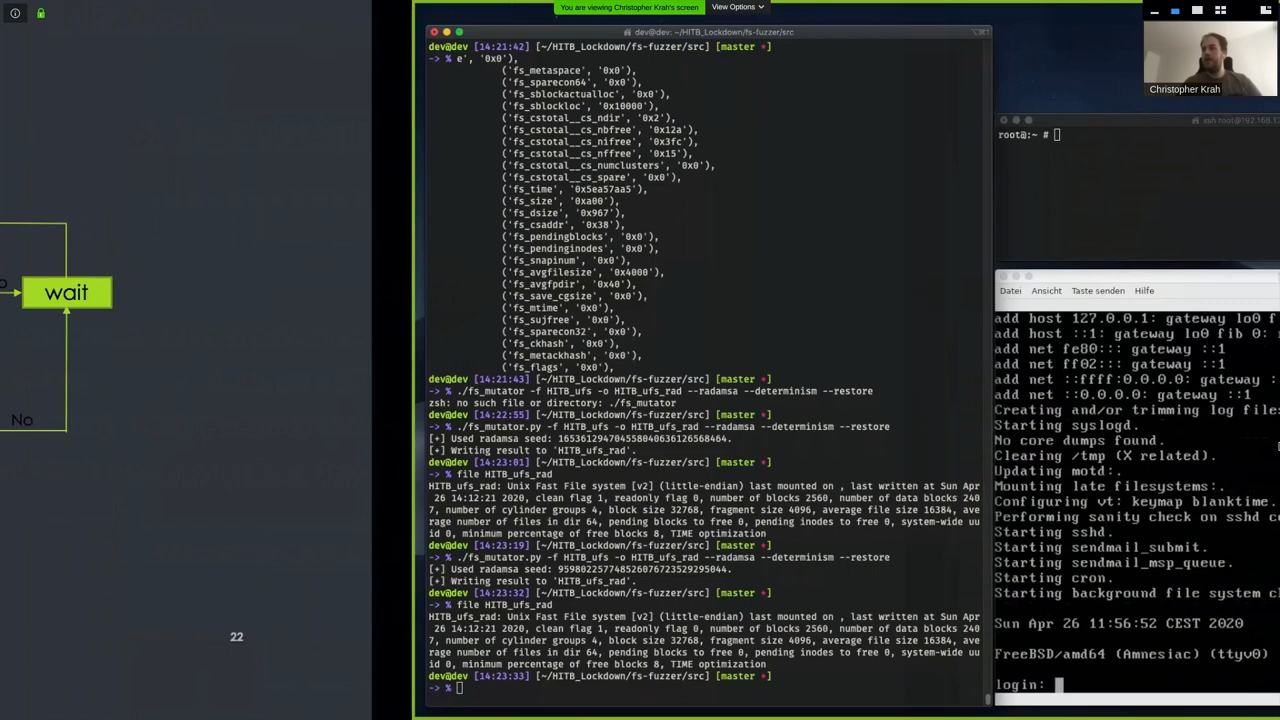 You are viewing Christopher Krah's screen
View Options
Christopher Krah
wait
No
22
dev@dev: ~/HITB_Lockdown/fs-fuzzer/src
dev@dev [14:21:42] [~/HITB_Lockdown/fs-fuzzer/src] [master *]
-> % e', '0x0'),
('fs_metaspace', '0x0'),
('fs_sparecon64', '0x0'),
('fs_sblockactualloc', '0x0'),
('fs_sblockloc', '0x10000'),
('fs_cstotal__cs_ndir', '0x2'),
('fs_cstotal__cs_nbfree', '0x12a'),
('fs_cstotal__cs_nifree', '0x3fc'),
('fs_cstotal__cs_nffree', '0x15'),
('fs_cstotal__cs_numclusters', '0x0'),
('fs_cstotal__cs_spare', '0x0'),
('fs_time', '0x5ea57aa5'),
('fs_size', '0xa00'),
('fs_dsize', '0x967'),
('fs_csaddr', '0x38'),
('fs_pendingblocks', '0x0'),
('fs_pendinginodes', '0x0'),
('fs_snapinum', '0x0'),
('fs_avgfilesize', '0x4000'),
('fs_avgfpdir', '0x40'),
('fs_save_cgsize', '0x0'),
('fs_mtime', '0x0'),
('fs_sujfree', '0x0'),
('fs_sparecon32', '0x0'),
('fs_ckhash', '0x0'),
('fs_metackhash', '0x0'),
('fs_flags', '0x0'),
dev@dev [14:21:43] [~/HITB_Lockdown/fs-fuzzer/src] [master *]
-> % ./fs_mutator -f HITB_ufs -o HITB_ufs_rad --radamsa --determinism --restore
zsh: no such file or directory: ./fs_mutator
dev@dev [14:22:55] [~/HITB_Lockdown/fs-fuzzer/src] [master *]
-> % ./fs_mutator.py -f HITB_ufs -o HITB_ufs_rad --radamsa --determinism --restore
[+] Used radamsa seed: 16536129470455804063612656​8464.
[+] Writing result to 'HITB_ufs_rad'.
dev@dev [14:23:01] [~/HITB_Lockdown/fs-fuzzer/src] [master *]
-> % file HITB_ufs_rad
HITB_ufs_rad: Unix Fast File system [v2] (little-endian) last mounted on , last written at Sun Apr
26 14:12:21 2020, clean flag 1, readonly flag 0, number of blocks 2560, number of data blocks 240
7, number of cylinder groups 4, block size 32768, fragment size 4096, average file size 16384, ave
rage number of files in dir 64, pending blocks to free 0, pending inodes to free 0, system-wide uu
id 0, minimum percentage of free blocks 8, TIME optimization
dev@dev [14:23:19] [~/HITB_Lockdown/fs-fuzzer/src] [master *]
-> % ./fs_mutator.py -f HITB_ufs -o HITB_ufs_rad --radamsa --determinism --restore
[+] Used radamsa seed: 95980225774852607672352929​5044.
[+] Writing result to 'HITB_ufs_rad'.
dev@dev [14:23:32] [~/HITB_Lockdown/fs-fuzzer/src] [master *]
-> % file HITB_ufs_rad
HITB_ufs_rad: Unix Fast File system [v2] (little-endian) last mounted on , last written at Sun Apr
26 14:12:21 2020, clean flag 1, readonly flag 0, number of blocks 2560, number of data blocks 240
7, number of cylinder groups 4, block size 32768, fragment size 4096, average file size 16384, ave
rage number of files in dir 64, pending blocks to free 0, pending inodes to free 0, system-wide uu
id 0, minimum percentage of free blocks 8, TIME optimization
dev@dev [14:23:33] [~/HITB_Lockdown/fs-fuzzer/src] [master *]
-> %
ssh root@192.168.12
root@:~ #
Datei Ansicht Taste senden Hilfe
add host 127.0.0.1: gateway lo0 f
add host ::1: gateway lo0 fib 0:
add net fe80::: gateway ::1
add net ff02::: gateway ::1
add net ::ffff:0.0.0.0: gateway :
add net ::0.0.0.0: gateway ::1
Creating and/or trimming log files
Starting syslogd.
No core dumps found.
Clearing /tmp (X related).
Updating motd:.
Mounting late filesystems:.
Configuring vt: keymap blanktime.
Performing sanity check on sshd co
Starting sshd.
Starting sendmail_submit.
Starting sendmail_msp_queue.
Starting cron.
Starting background file system ch
Sun Apr 26 11:56:52 CEST 2020
FreeBSD/amd64 (Amnesiac) (ttyv0)
login: